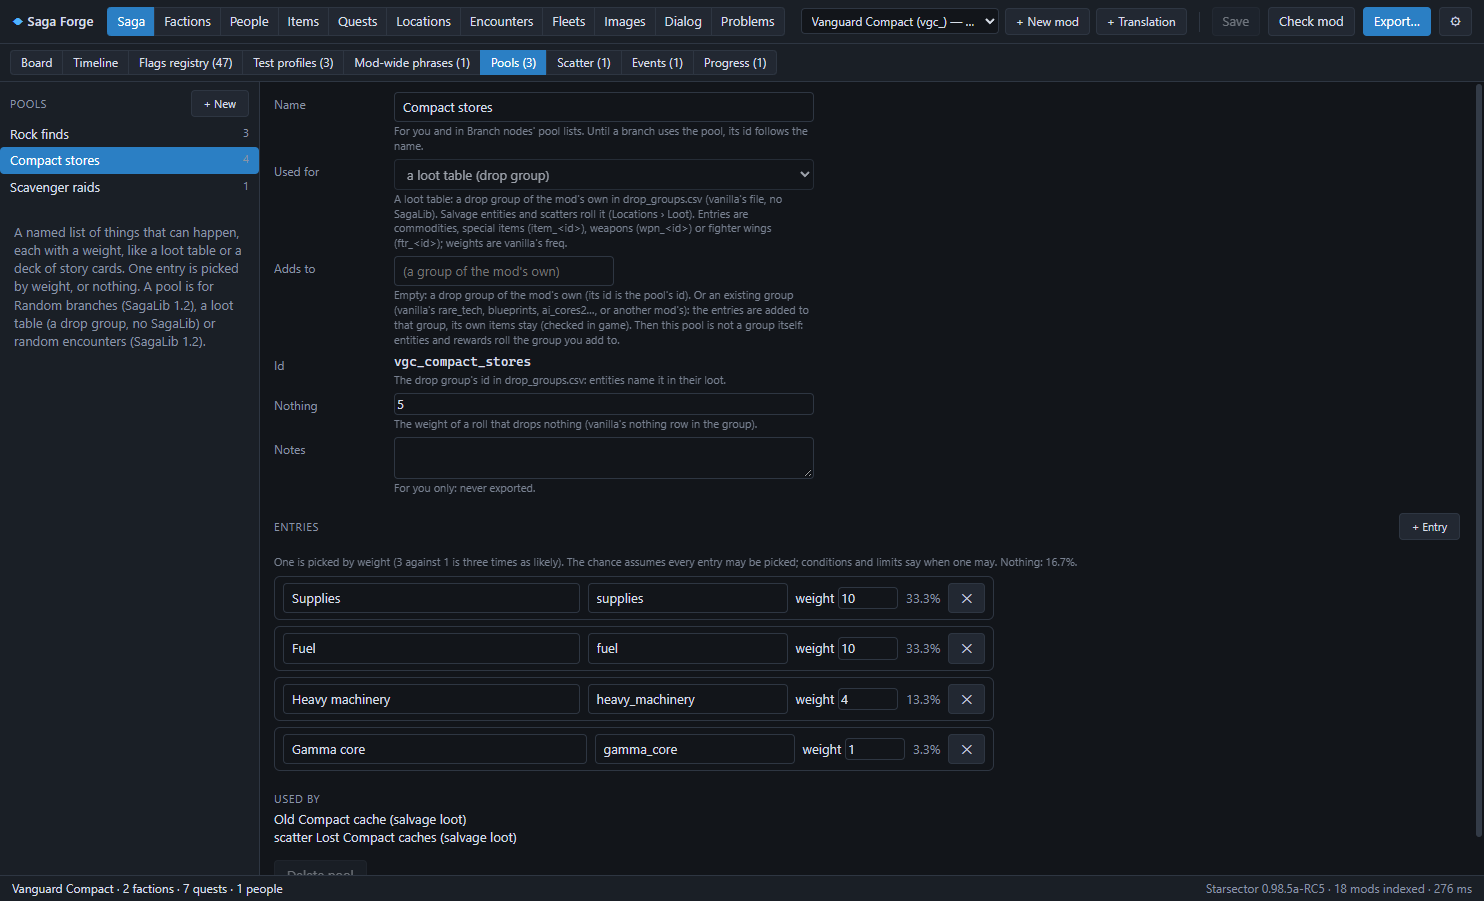 Saga Forge
Saga
Factions
People
Items
Quests
Locations
Encounters
Fleets
Images
Dialog
Problems
Vanguard Compact (vgc_) — ...
+ New mod
+ Translation
Save
Check mod
Export...
Board
Timeline
Flags registry (47)
Test profiles (3)
Mod-wide phrases (1)
Pools (3)
Scatter (1)
Events (1)
Progress (1)
POOLS
+ New
Rock finds 3
Compact stores 4
Scavenger raids 1
A named list of things that can happen,
each with a weight, like a loot table or a
deck of story cards. One entry is picked
by weight, or nothing. A pool is for
Random branches (SagaLib 1.2), a loot
table (a drop group, no SagaLib) or
random encounters (SagaLib 1.2).
Name
Compact stores
For you and in Branch nodes' pool lists. Until a branch uses the pool, its id follows the
name.
Used for
a loot table (drop group)
A loot table: a drop group of the mod's own in drop_groups.csv (vanilla's file, no
SagaLib). Salvage entities and scatters roll it (Locations › Loot). Entries are
commodities, special items (item_<id>), weapons (wpn_<id>) or fighter wings
(ftr_<id>); weights are vanilla's freq.
Adds to
(a group of the mod's own)
Empty: a drop group of the mod's own (its id is the pool's id). Or an existing group
(vanilla's rare_tech, blueprints, ai_cores2..., or another mod's): the entries are added to
that group, its own items stay (checked in game). Then this pool is not a group itself:
entities and rewards roll the group you add to.
Id
vgc_compact_stores
The drop group's id in drop_groups.csv: entities name it in their loot.
Nothing
5
The weight of a roll that drops nothing (vanilla's nothing row in the group).
Notes
For you only: never exported.
ENTRIES
+ Entry
One is picked by weight (3 against 1 is three times as likely). The chance assumes every entry may be picked; conditions and limits say when one may. Nothing: 16.7%.
Supplies supplies weight 10 33.3%
Fuel fuel weight 10 33.3%
Heavy machinery heavy_machinery weight 4 13.3%
Gamma core gamma_core weight 1 3.3%
USED BY
Old Compact cache (salvage loot)
scatter Lost Compact caches (salvage loot)
Delete pool
Vanguard Compact · 2 factions · 7 quests · 1 people
Starsector 0.98.5a-RC5 · 18 mods indexed · 276 ms